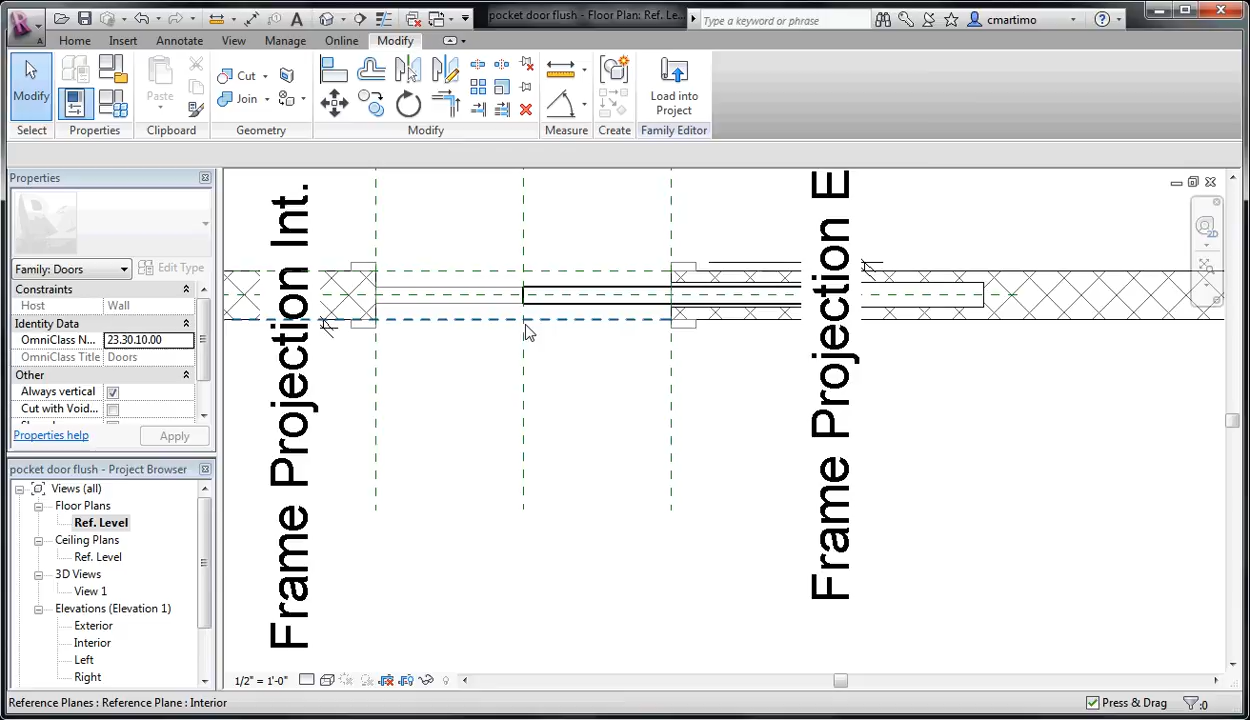 pocket door flush - Floor Plan: Ref. Le...
Type a keyword or phrase
cmartimo
Home
Insert
Annotate
View
Manage
Online
Modify
Modify
Paste
Cut
Join
Load into
Project
Select
Properties
Clipboard
Geometry
Modify
Measure
Create
Family Editor
Properties
Family: Doors
Edit Type
Constraints
Host
Wall
Identity Data
OmniClass N...
23.30.10.00
OmniClass Title
Doors
Other
Always vertical
Cut with Void...
Properties help
Apply
pocket door flush - Project Browser
Views (all)
Floor Plans
Ref. Level
Ceiling Plans
Ref. Level
3D Views
View 1
Elevations (Elevation 1)
Exterior
Interior
Left
Right
Frame Projection Int.
Frame Projection E
2D
1/2" = 1'-0"
Reference Planes : Reference Plane : Interior
Press & Drag
:0